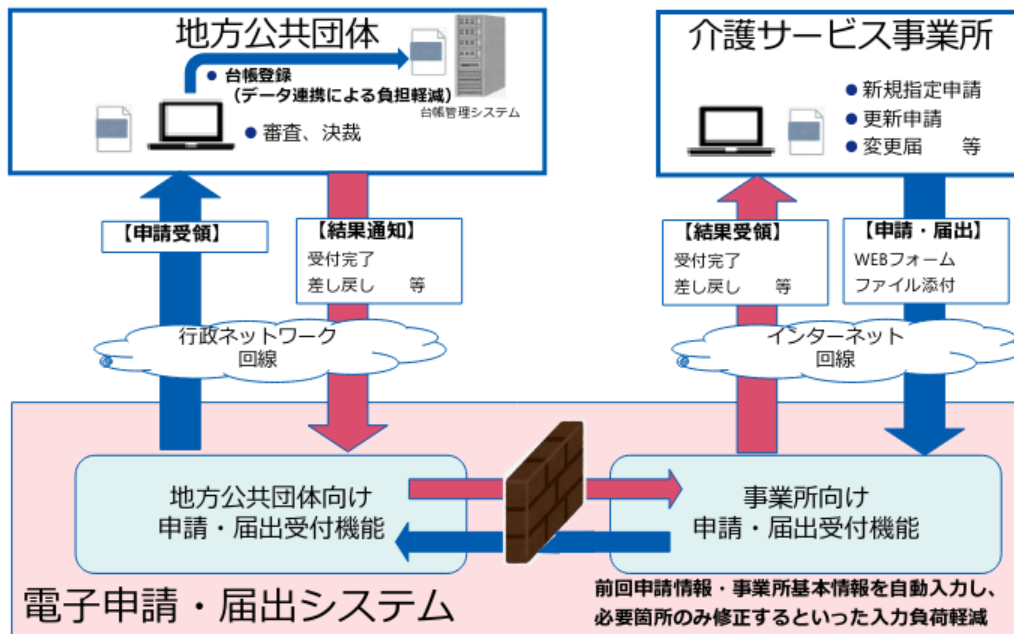 地方公共団体
● 台帳登録
（データ連携による負担軽減）
台帳管理システム
● 審査、決裁
介護サービス事業所
● 新規指定申請
● 更新申請
● 変更届　等
【申請受領】
【結果通知】
受付完了
差し戻し　等
【結果受領】
受付完了
差し戻し　等
【申請・届出】
WEBフォーム
ファイル添付
行政ネットワーク
回線
インターネット
回線
地方公共団体向け
申請・届出受付機能
事業所向け
申請・届出受付機能
電子申請・届出システム
前回申請情報・事業所基本情報を自動入力し、
必要箇所のみ修正するといった入力負荷軽減